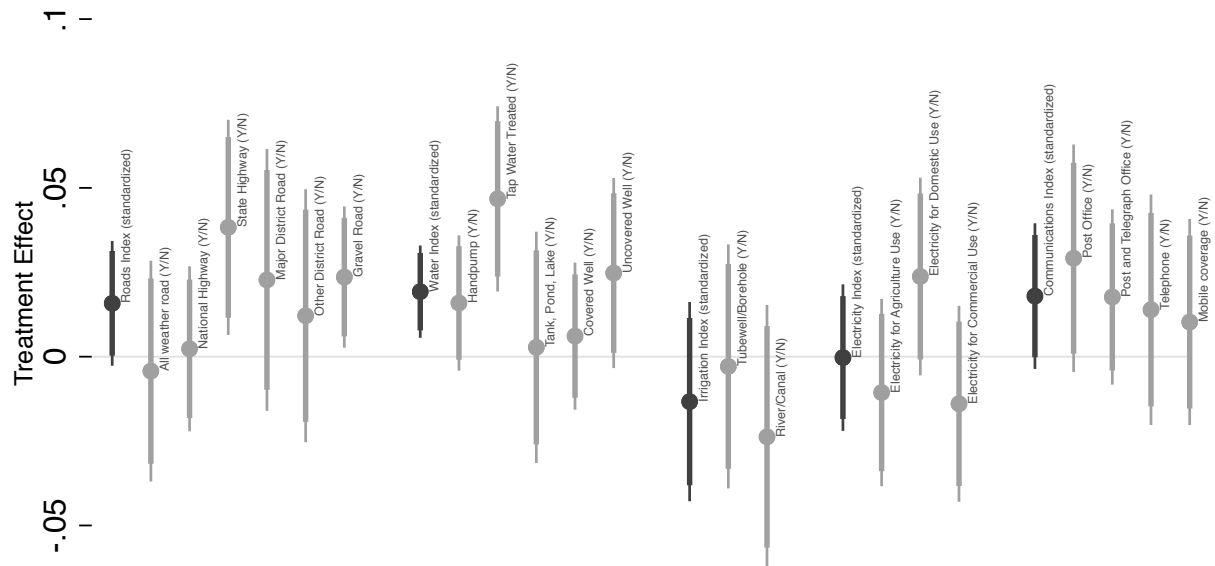 Treatment Effect
.1
.05
0
-.05
Roads Index (standardized)
All weather road (Y/N)
National Highway (Y/N)
State Highway (Y/N)
Major District Road (Y/N)
Other District Road (Y/N)
Gravel Road (Y/N)
Water Index (standardized)
Handpump (Y/N)
Tap Water Treated (Y/N)
Tank, Pond, Lake (Y/N)
Covered Well (Y/N)
Uncovered Well (Y/N)
Irrigation Index (standardized)
Tubewell/Borehole (Y/N)
River/Canal (Y/N)
Electricity Index (standardized)
Electricity for Agriculture Use (Y/N)
Electricity for Domestic Use (Y/N)
Electricity for Commercial Use (Y/N)
Communications Index (standardized)
Post Office (Y/N)
Post and Telegraph Office (Y/N)
Telephone (Y/N)
Mobile coverage (Y/N)